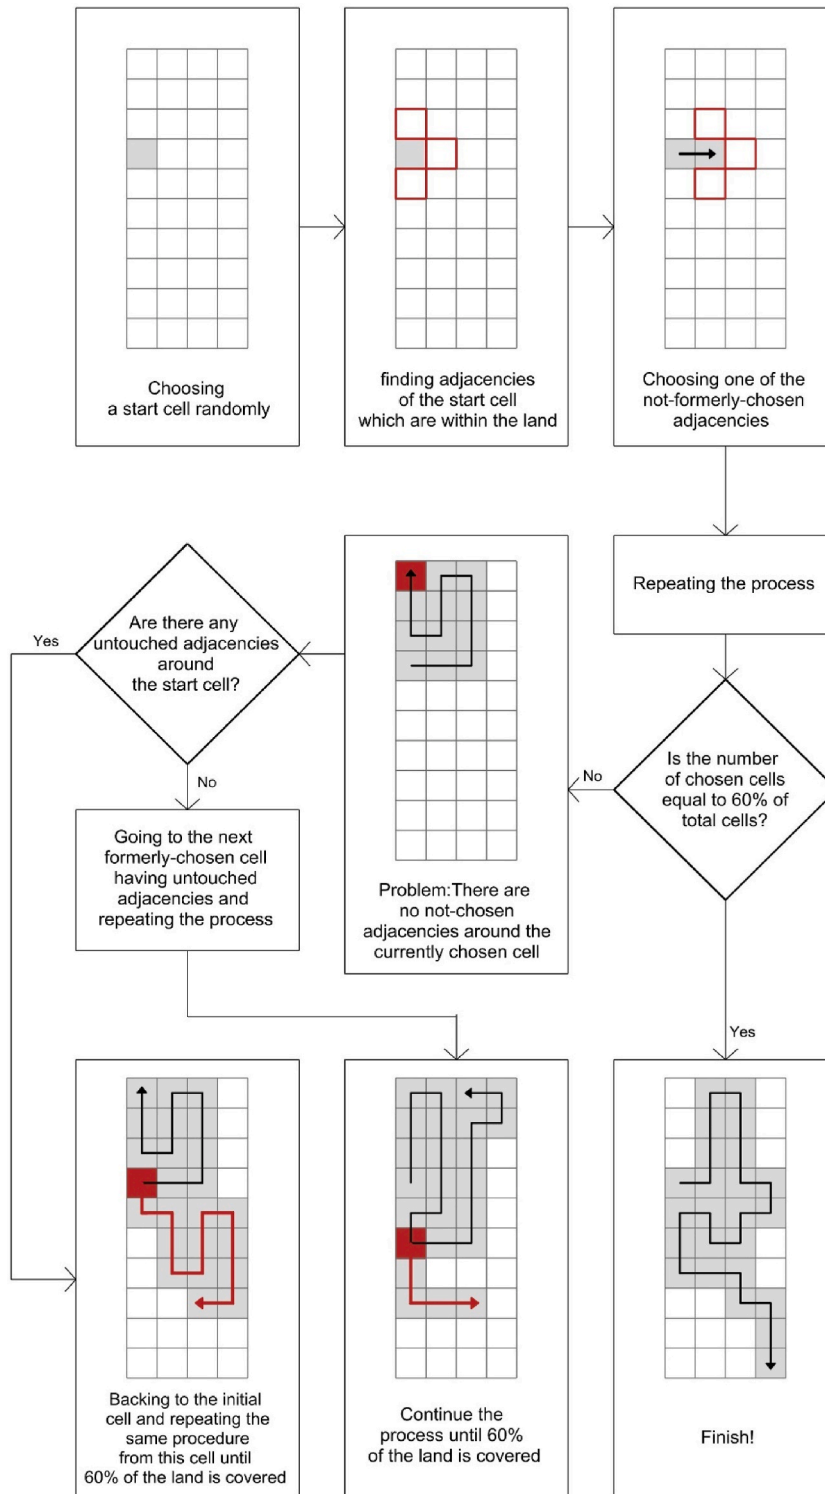 Choosing
a start cell randomly
finding adjacencies
of the start cell
which are within the land
Choosing one of the
not-formerly-chosen
adjacencies
Repeating the process
Is the number
of chosen cells
equal to 60% of
total cells?
No
Yes
Problem:There are
no not-chosen
adjacencies around the
currently chosen cell
Are there any
untouched adjacencies
around
the start cell?
Yes
No
Going to the next
formerly-chosen cell
having untouched
adjacencies and
repeating the process
Backing to the initial
cell and repeating the
same procedure
from this cell until
60% of the land is covered
Continue the
process until 60%
of the land is covered
Finish!